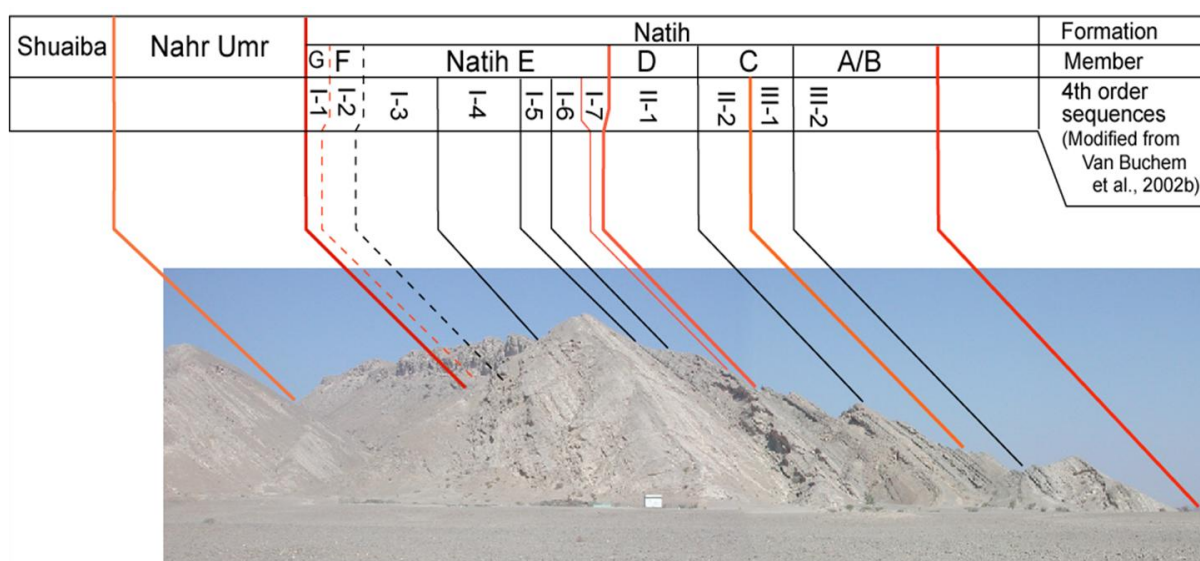 Natih
Formation
Shuaiba
Nahr Umr
G
F
Natih E
D
C
A/B
Member
I-1
I-2
I-3
I-4
I-5
I-6
I-7
II-1
II-2
III-1
III-2
4th order
sequences
(Modified from
Van Buchem
et al., 2002b)